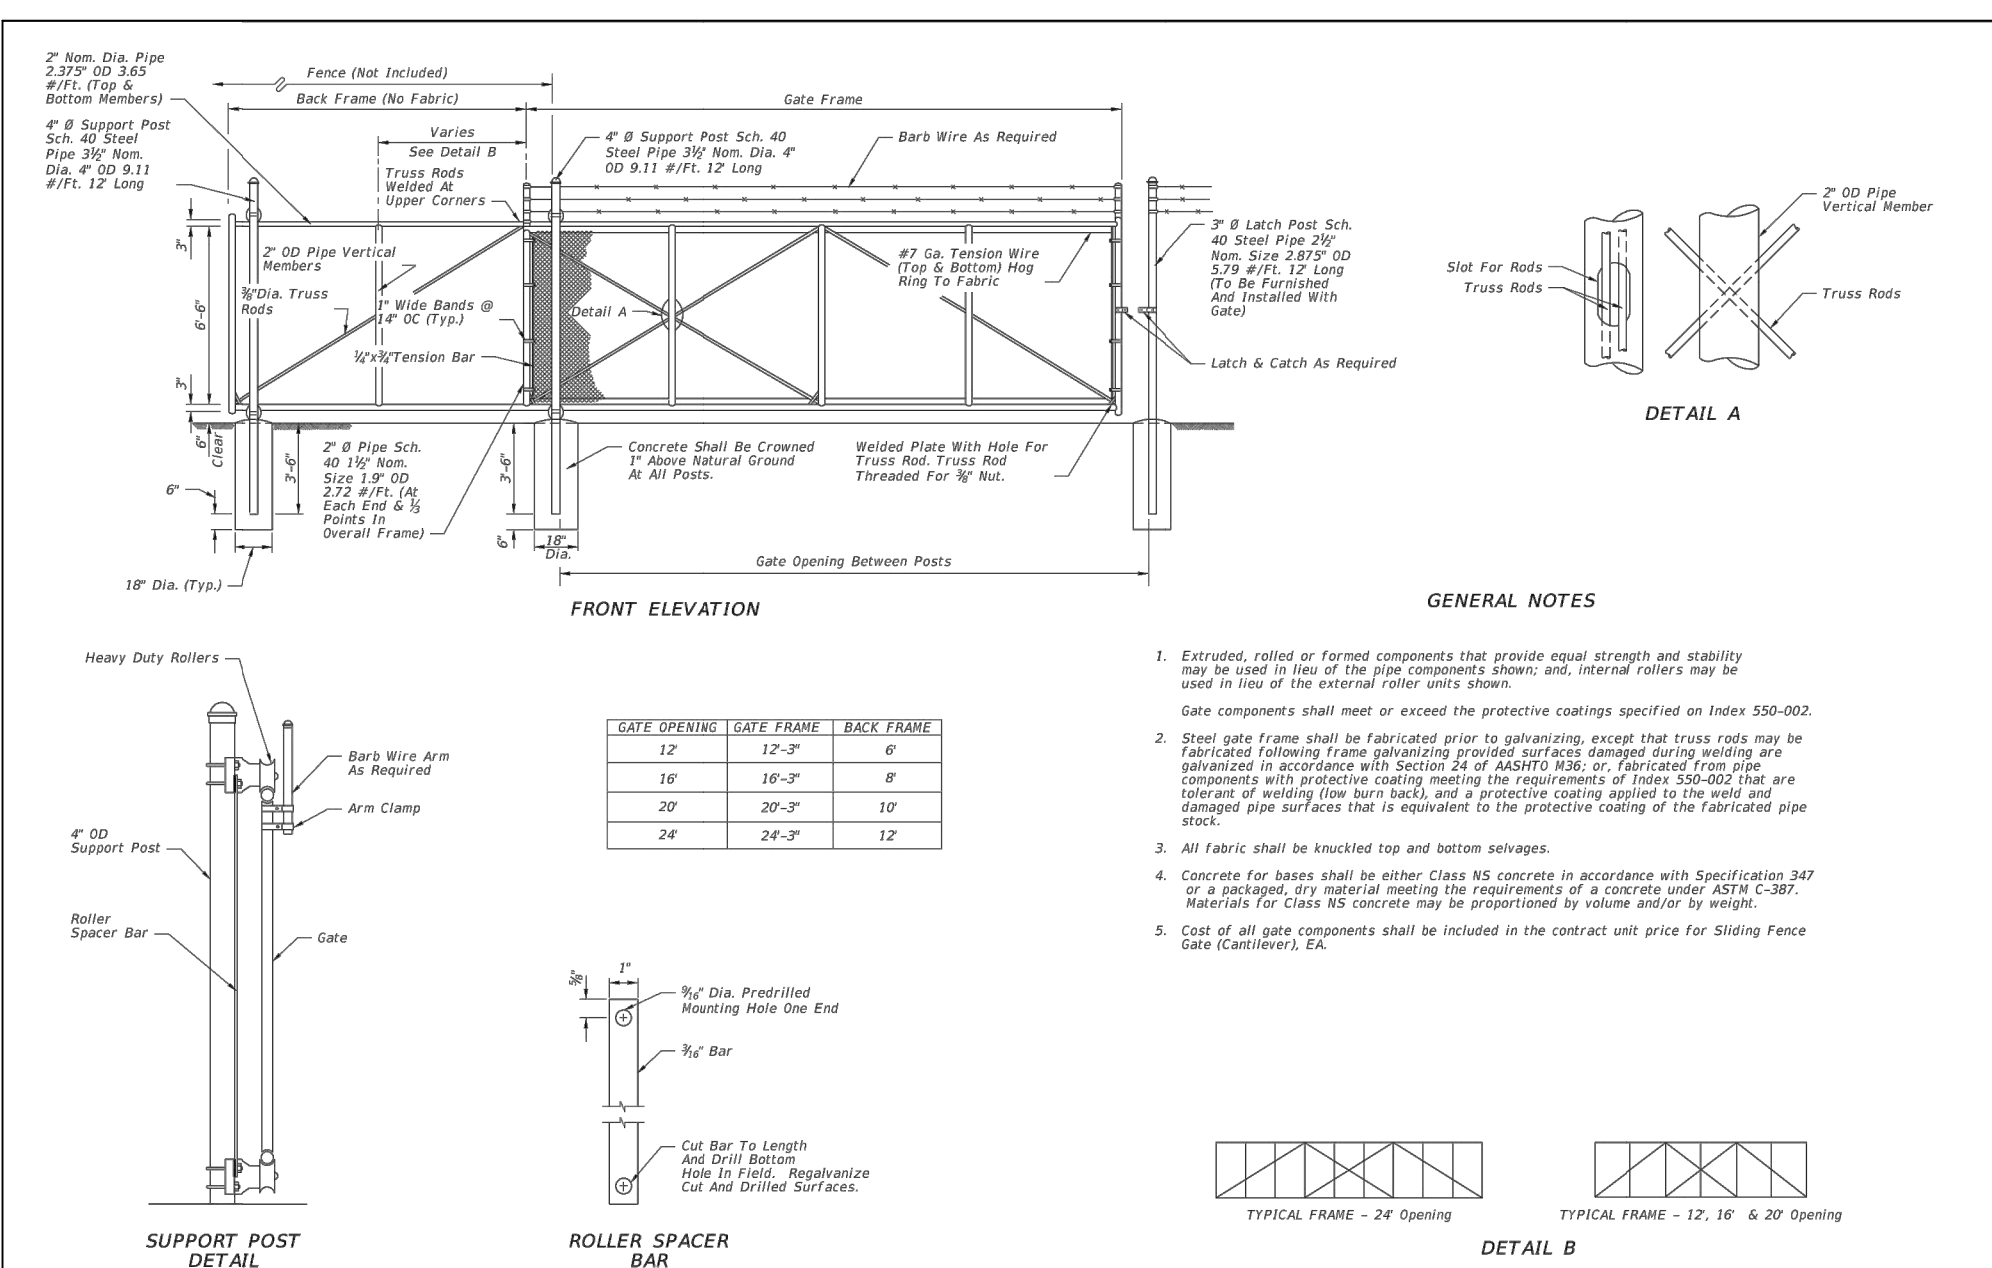 2" Nom. Dia. Pipe
2.375" OD 3.65
#/Ft. (Top &
Bottom Members)
4" Ø Support Post
Sch. 40 Steel
Pipe 3½" Nom.
Dia. 4" OD 9.11
#/Ft. 12' Long
Fence (Not Included)
Back Frame (No Fabric)
Gate Frame
Varies
See Detail B
Truss Rods
Welded At
Upper Corners
4" Ø Support Post Sch. 40
Steel Pipe 3½" Nom. Dia. 4"
OD 9.11 #/Ft. 12' Long
Barb Wire As Required
3"
6'-6"
3"
6"
Clear
6"
2" OD Pipe Vertical
Members
⅜"Dia. Truss
Rods
1" Wide Bands @
14" OC (Typ.)
¼"x¾"Tension Bar
Detail A
#7 Ga. Tension Wire
(Top & Bottom) Hog
Ring To Fabric
3" Ø Latch Post Sch.
40 Steel Pipe 2½"
Nom. Size 2.875" OD
5.79 #/Ft. 12' Long
(To Be Furnished
And Installed With
Gate)
Latch & Catch As Required
3'-6"
2" Ø Pipe Sch.
40 1½" Nom.
Size 1.9" OD
2.72 #/Ft. (At
Each End & ⅓
Points In
Overall Frame)
3'-6"
6"
18"
Dia.
Concrete Shall Be Crowned
1" Above Natural Ground
At All Posts.
Welded Plate With Hole For
Truss Rod. Truss Rod
Threaded For ⅜" Nut.
18" Dia. (Typ.)
Gate Opening Between Posts
FRONT ELEVATION
2" OD Pipe
Vertical Member
Slot For Rods
Truss Rods
Truss Rods
DETAIL A
GENERAL NOTES
1. Extruded, rolled or formed components that provide equal strength and stability
may be used in lieu of the pipe components shown; and, internal rollers may be
used in lieu of the external roller units shown.
Gate components shall meet or exceed the protective coatings specified on Index 550-002.
2. Steel gate frame shall be fabricated prior to galvanizing, except that truss rods may be
fabricated following frame galvanizing provided surfaces damaged during welding are
galvanized in accordance with Section 24 of AASHTO M36; or, fabricated from pipe
components with protective coating meeting the requirements of Index 550-002 that are
tolerant of welding (low burn back), and a protective coating applied to the weld and
damaged pipe surfaces that is equivalent to the protective coating of the fabricated pipe
stock.
3. All fabric shall be knuckled top and bottom selvages.
4. Concrete for bases shall be either Class NS concrete in accordance with Specification 347
or a packaged, dry material meeting the requirements of a concrete under ASTM C-387.
Materials for Class NS concrete may be proportioned by volume and/or by weight.
5. Cost of all gate components shall be included in the contract unit price for Sliding Fence
Gate (Cantilever), EA.
Heavy Duty Rollers
Barb Wire Arm
As Required
Arm Clamp
4" OD
Support Post
Roller
Spacer Bar
Gate
SUPPORT POST
DETAIL
GATE OPENING GATE FRAME BACK FRAME
12' 12'-3" 6'
16' 16'-3" 8'
20' 20'-3" 10'
24' 24'-3" 12'
⅝"
1"
9/16" Dia. Predrilled
Mounting Hole One End
3/16" Bar
Cut Bar To Length
And Drill Bottom
Hole In Field. Regalvanize
Cut And Drilled Surfaces.
ROLLER SPACER
BAR
TYPICAL FRAME - 24' Opening
TYPICAL FRAME - 12', 16' & 20' Opening
DETAIL B